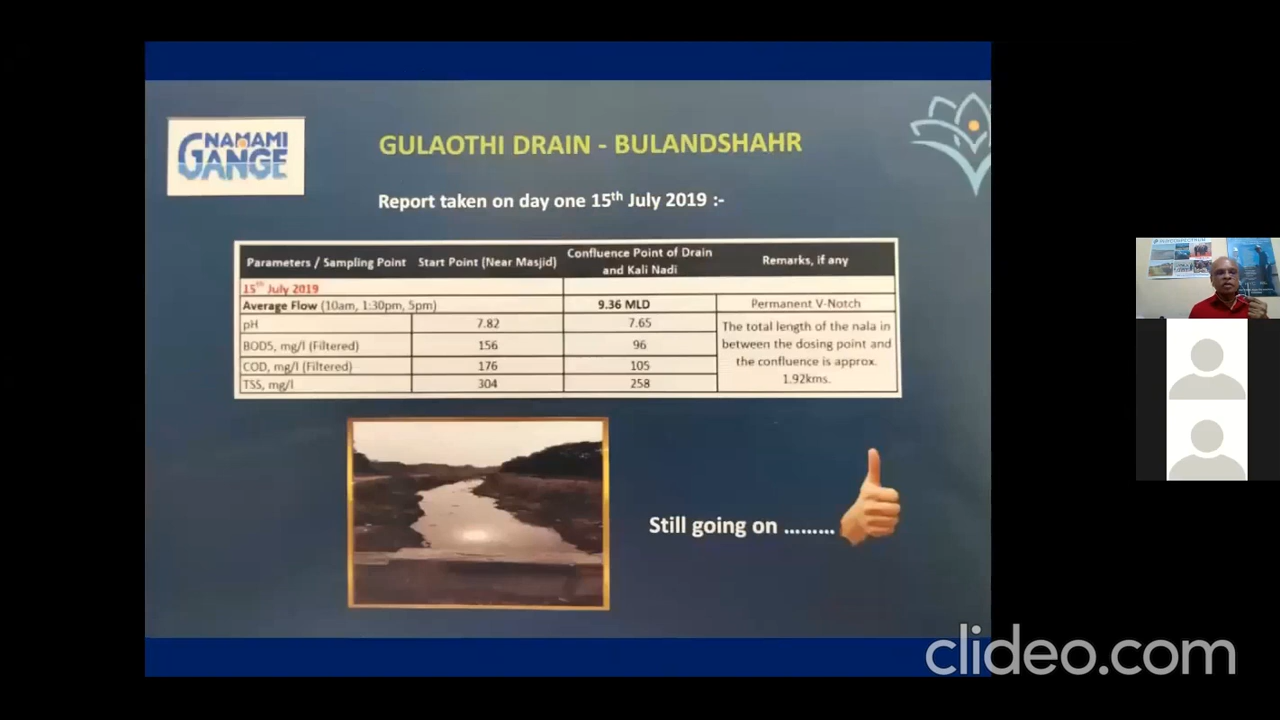 NAMAMI
GANGE
GULAOTHI DRAIN - BULANDSHAHR
Report taken on day one 15th July 2019 :-
Parameters / Sampling Point Start Point (Near Masjid) Confluence Point of Drain and Kali Nadi Remarks, if any
15th July 2019
Average Flow (10am, 1:30pm, 5pm) 9.36 MLD Permanent V-Notch
pH 7.82 7.65
BOD5, mg/l (Filtered) 156 96
COD, mg/l (Filtered) 176 105
TSS, mg/l 304 258
The total length of the nala in
between the dosing point and
the confluence is approx.
1.92kms.
Still going on .........
clideo.com